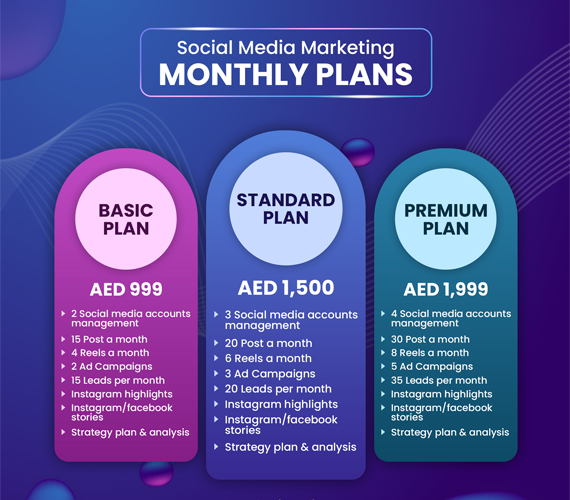 Social Media Marketing
MONTHLY PLANS
BASIC
PLAN
AED 999
2 Social media accounts
management
15 Post a month
4 Reels a month
2 Ad Campaigns
15 Leads per month
Instagram highlights
Instagram/facebook
stories
Strategy plan & analysis
STANDARD
PLAN
AED 1,500
3 Social media accounts
management
20 Post a month
6 Reels a month
3 Ad Campaigns
20 Leads per month
Instagram highlights
Instagram/facebook
stories
Strategy plan & analysis
PREMIUM
PLAN
AED 1,999
4 Social media accounts
management
30 Post a month
8 Reels a month
5 Ad Campaigns
35 Leads per month
Instagram highlights
Instagram/facebook
stories
Strategy plan & analysis